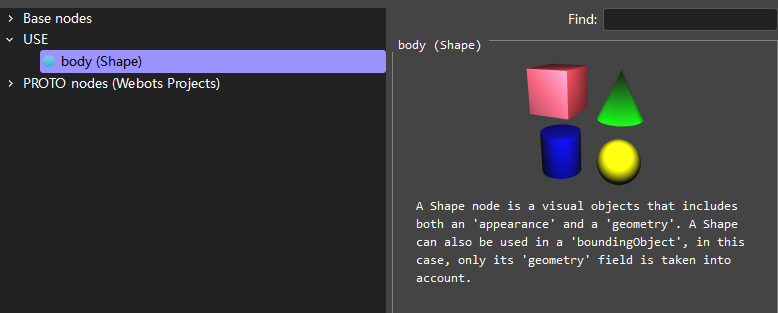 Base nodes
USE
body (Shape)
PROTO nodes (Webots Projects)
Find:
body (Shape)
A Shape node is a visual objects that includes
both an 'appearance' and a 'geometry'. A Shape
can also be used in a 'boundingObject', in this
case, only its 'geometry' field is taken into
account.